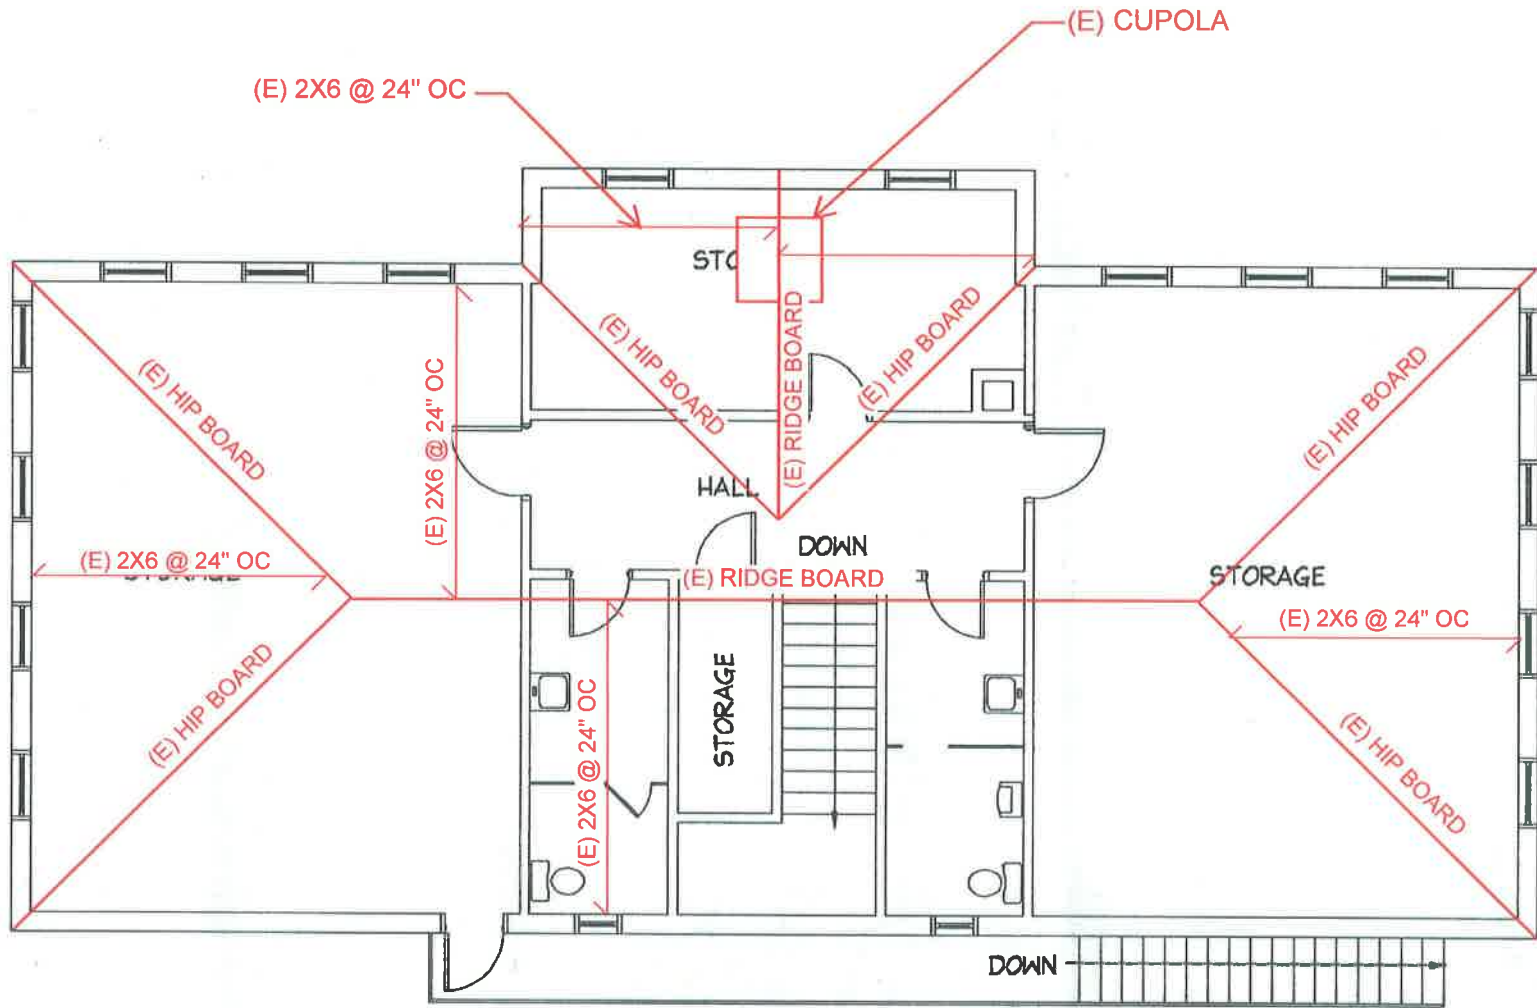 (E) CUPOLA
(E) 2X6 @ 24" OC
STO
(E) HIP BOARD
(E) RIDGE BOARD
(E) HIP BOARD
(E) HIP BOARD
(E) 2X6 @ 24" OC
(E) HIP BOARD
HALL
DOWN
(E) 2X6 @ 24" OC
STORAGE
(E) RIDGE BOARD
STORAGE
(E) 2X6 @ 24" OC
(E) HIP BOARD
STORAGE
(E) 2X6 @ 24" OC
(E) HIP BOARD
DOWN